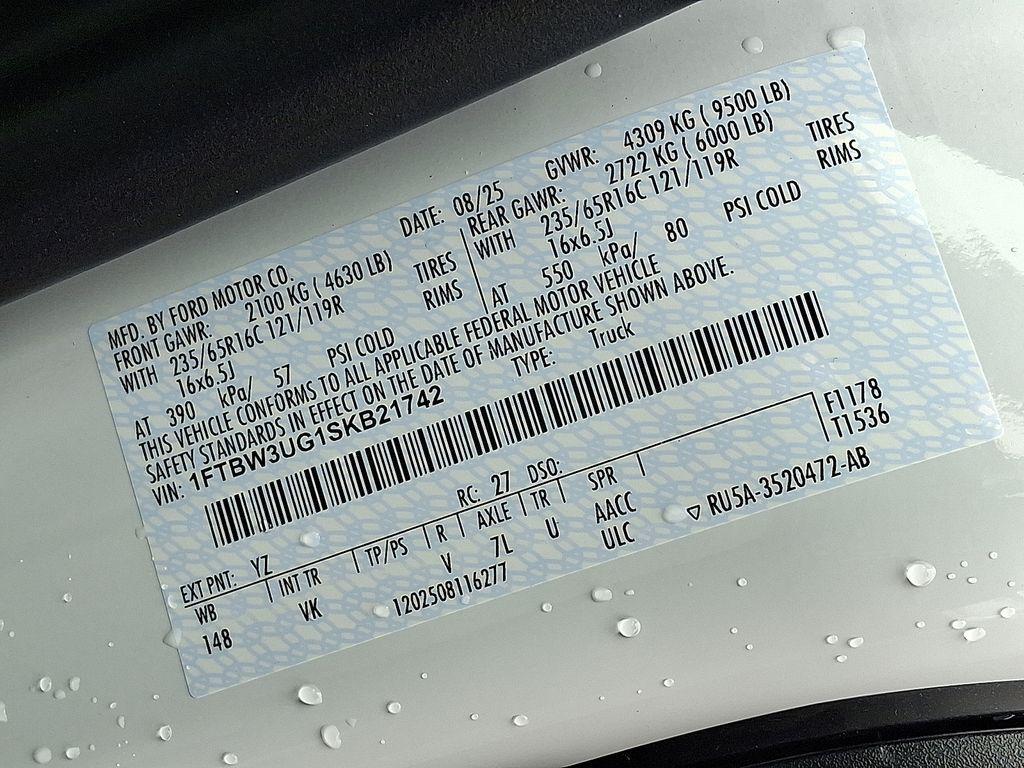 MFD. BY FORD MOTOR CO.
DATE: 08/25
GVWR: 4309 KG ( 9500 LB)
FRONT GAWR: 2100 KG ( 4630 LB)
REAR GAWR: 2722 KG ( 6000 LB)
WITH 235/65R16C 121/119R TIRES
WITH 235/65R16C 121/119R TIRES
16x6.5J RIMS
16x6.5J RIMS
AT 390 kPa/ 57 PSI COLD
AT 550 kPa/ 80 PSI COLD
THIS VEHICLE CONFORMS TO ALL APPLICABLE FEDERAL MOTOR VEHICLE
SAFETY STANDARDS IN EFFECT ON THE DATE OF MANUFACTURE SHOWN ABOVE.
VIN: 1FTBW3UG1SKB21742
TYPE: Truck
F1178
T1536
EXT PNT: YZ RC: 27 DSO:
WB INT TR TP/PS R AXLE TR SPR
148 VK V 7L U AACC
ULC
1202508116277
▽ RU5A-3520472-AB